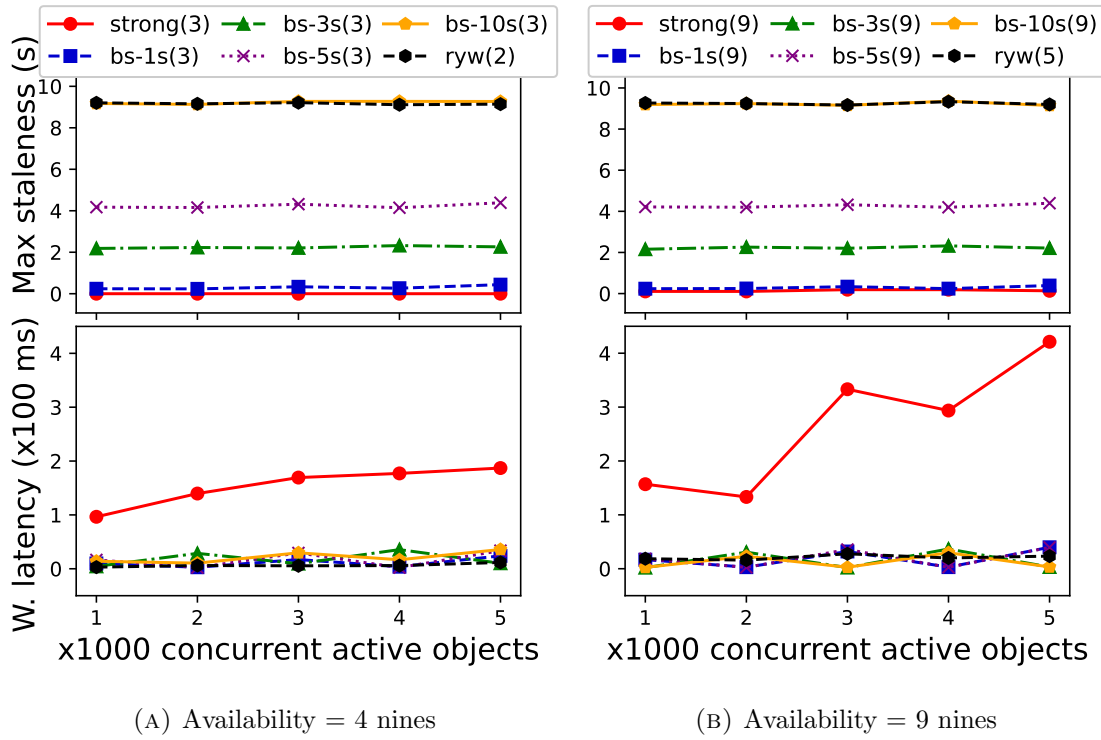 strong(3) bs-3s(3) bs-10s(3)
bs-1s(3) bs-5s(3) ryw(2)
strong(9) bs-3s(9) bs-10s(9)
bs-1s(9) bs-5s(9) ryw(5)
Max staleness (s)
10
8
6
4
2
0
10
8
6
4
2
0
W. latency (x100 ms)
4
3
2
1
0
1 2 3 4 5
x1000 concurrent active objects
4
3
2
1
0
1 2 3 4 5
x1000 concurrent active objects
(A) Availability = 4 nines
(B) Availability = 9 nines